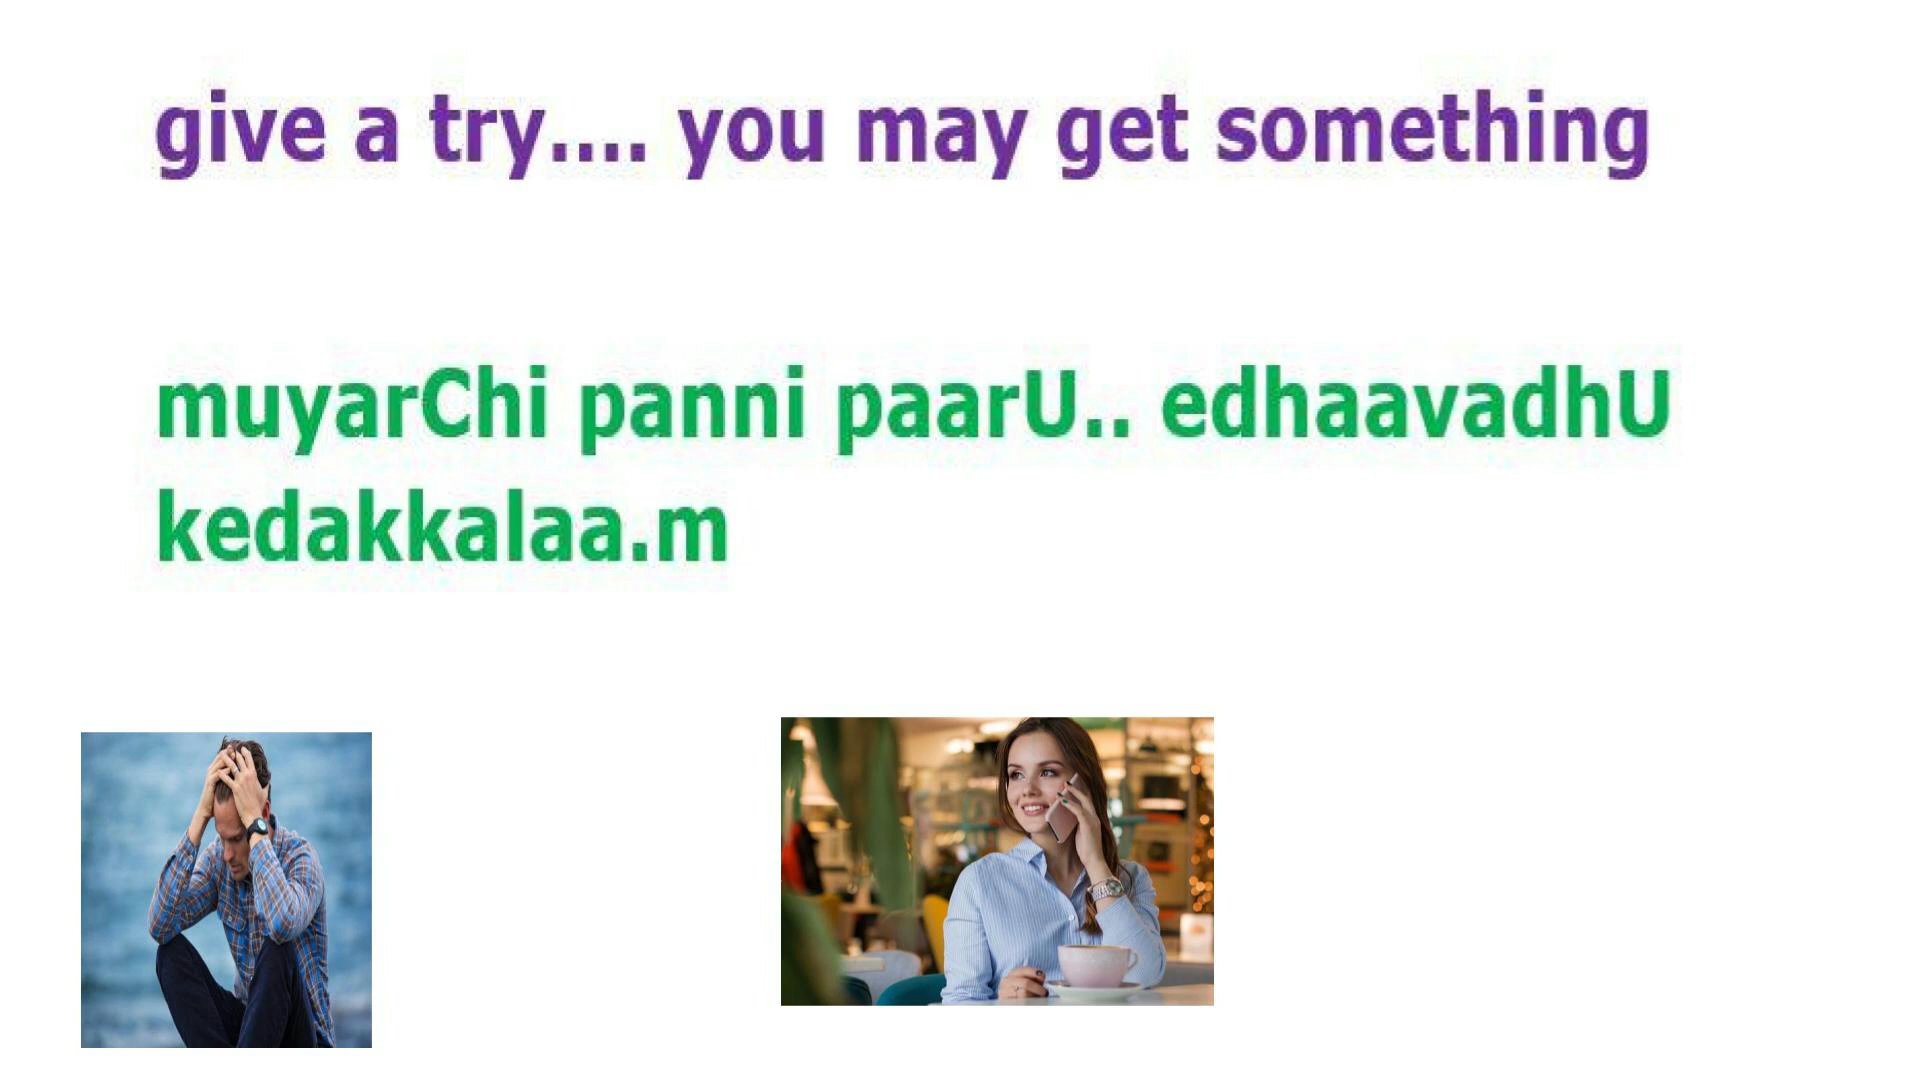 give a try.... you may get something
muyarChi panni paarU.. edhaavadhU
kedakkalaa.m